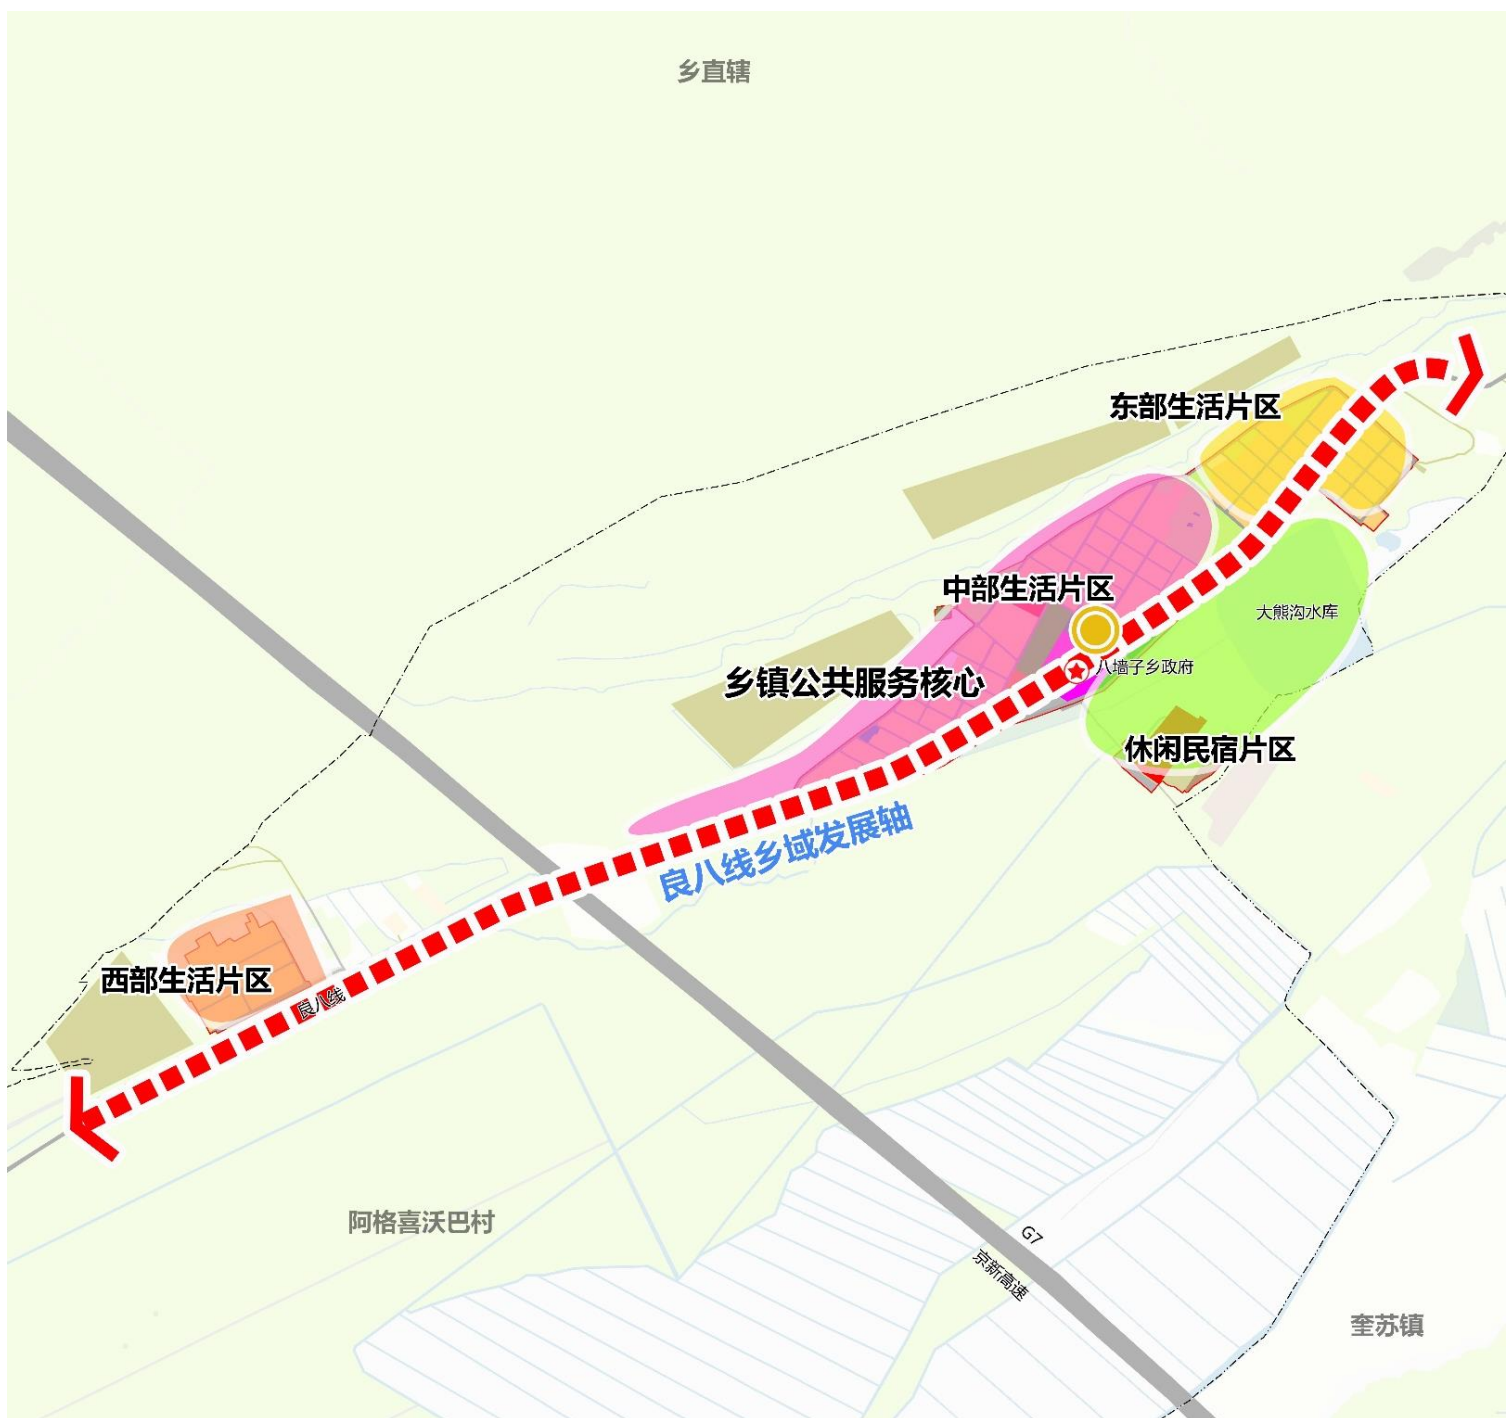 乡直辖
东部生活片区
中部生活片区
大熊沟水库
八墙子乡政府
乡镇公共服务核心
休闲民宿片区
良八线乡域发展轴
西部生活片区
良八线
阿格喜沃巴村
G7
京新高速
奎苏镇